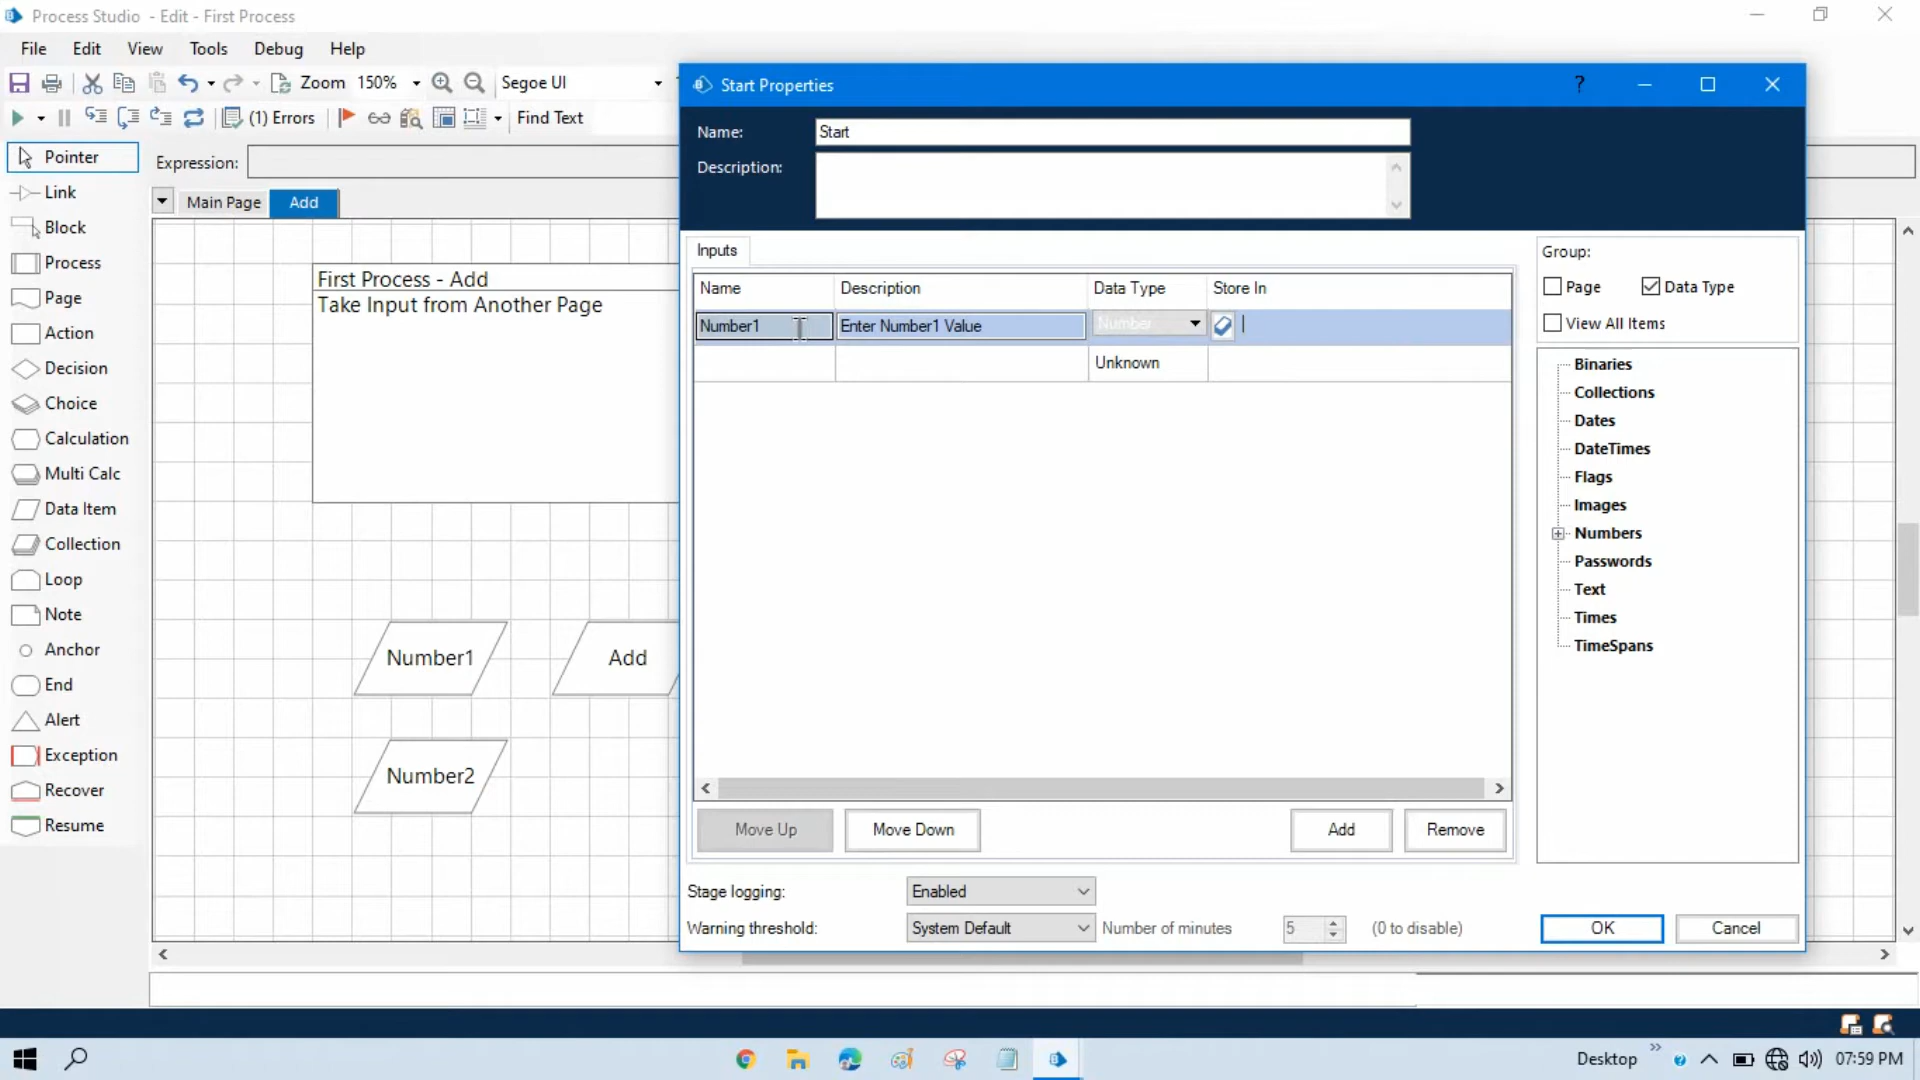 Process Studio - Edit - First Process
File Edit View Tools Debug Help
Zoom 150% Segoe UI
(1) Errors Find Text
Pointer
Link
Block
Process
Page
Action
Decision
Choice
Calculation
Multi Calc
Data Item
Collection
Loop
Note
Anchor
End
Alert
Exception
Recover
Resume
Expression:
Main Page Add
First Process - Add
Take Input from Another Page
Number1 Add
Number2
Start Properties ?
Name: Start
Description:
Inputs
Name Description Data Type Store In
Number1 Enter Number1 Value Number
Unknown
Move Up Move Down Add Remove
Stage logging: Enabled
Warning threshold: System Default Number of minutes 5 (0 to disable)
Group:
Page Data Type
View All Items
Binaries
Collections
Dates
DateTimes
Flags
Images
Numbers
Passwords
Text
Times
TimeSpans
OK Cancel
Desktop 07:59 PM